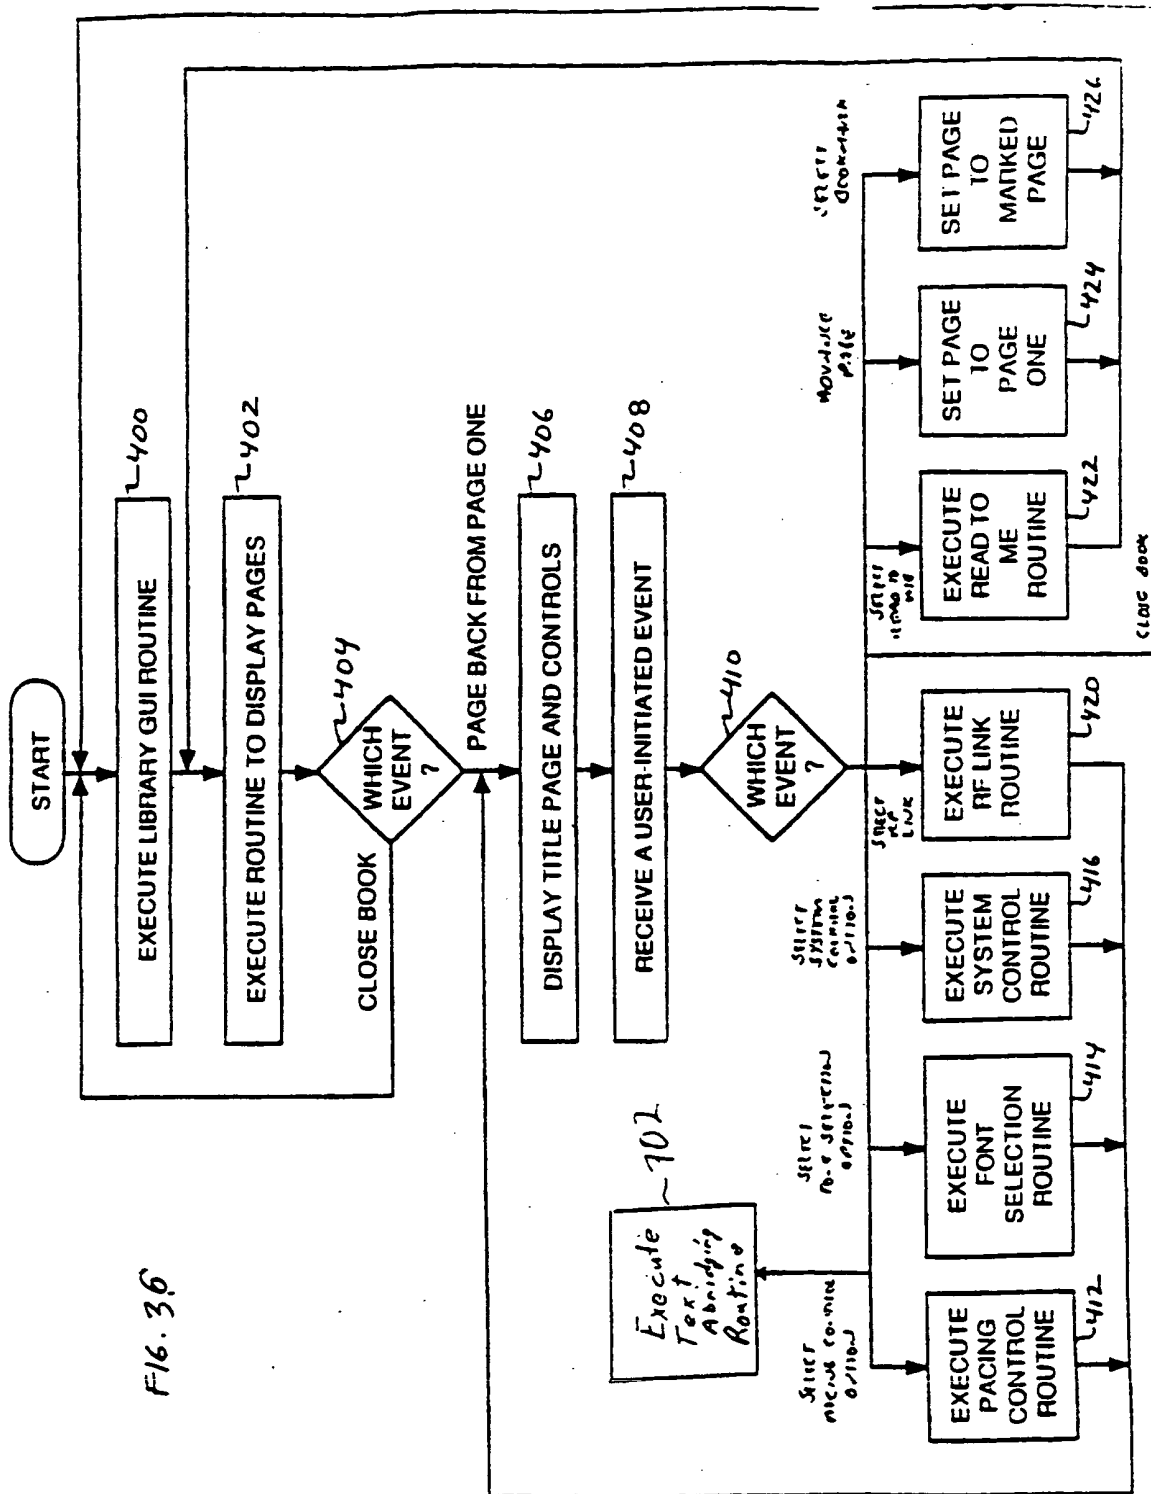 START
EXECUTE LIBRARY GUI ROUTINE
400
EXECUTE ROUTINE TO DISPLAY PAGES
402
WHICH
EVENT
?
404
CLOSE BOOK
PAGE BACK FROM PAGE ONE
DISPLAY TITLE PAGE AND CONTROLS
406
RECEIVE A USER-INITIATED EVENT
408
WHICH
EVENT
?
410
Execute
Text
Abridging
Routine
702
SELECT
PACING CONTROL
OPTION
SELECT
FONT SELECTION
OPTION
SELECT
SYSTEM
CONTROL
OPTION
SELECT
RF
LINK
SELECT
READ TO
ME
ADVANCE
PAGE
SELECT
BOOKMARK
EXECUTE
PACING
CONTROL
ROUTINE
412
EXECUTE
FONT
SELECTION
ROUTINE
414
EXECUTE
SYSTEM
CONTROL
ROUTINE
416
EXECUTE
RF LINK
ROUTINE
420
EXECUTE
READ TO
ME
ROUTINE
422
SET PAGE
TO
PAGE
ONE
424
SET PAGE
TO
MARKED
PAGE
426
CLOSE BOOK
FIG. 36